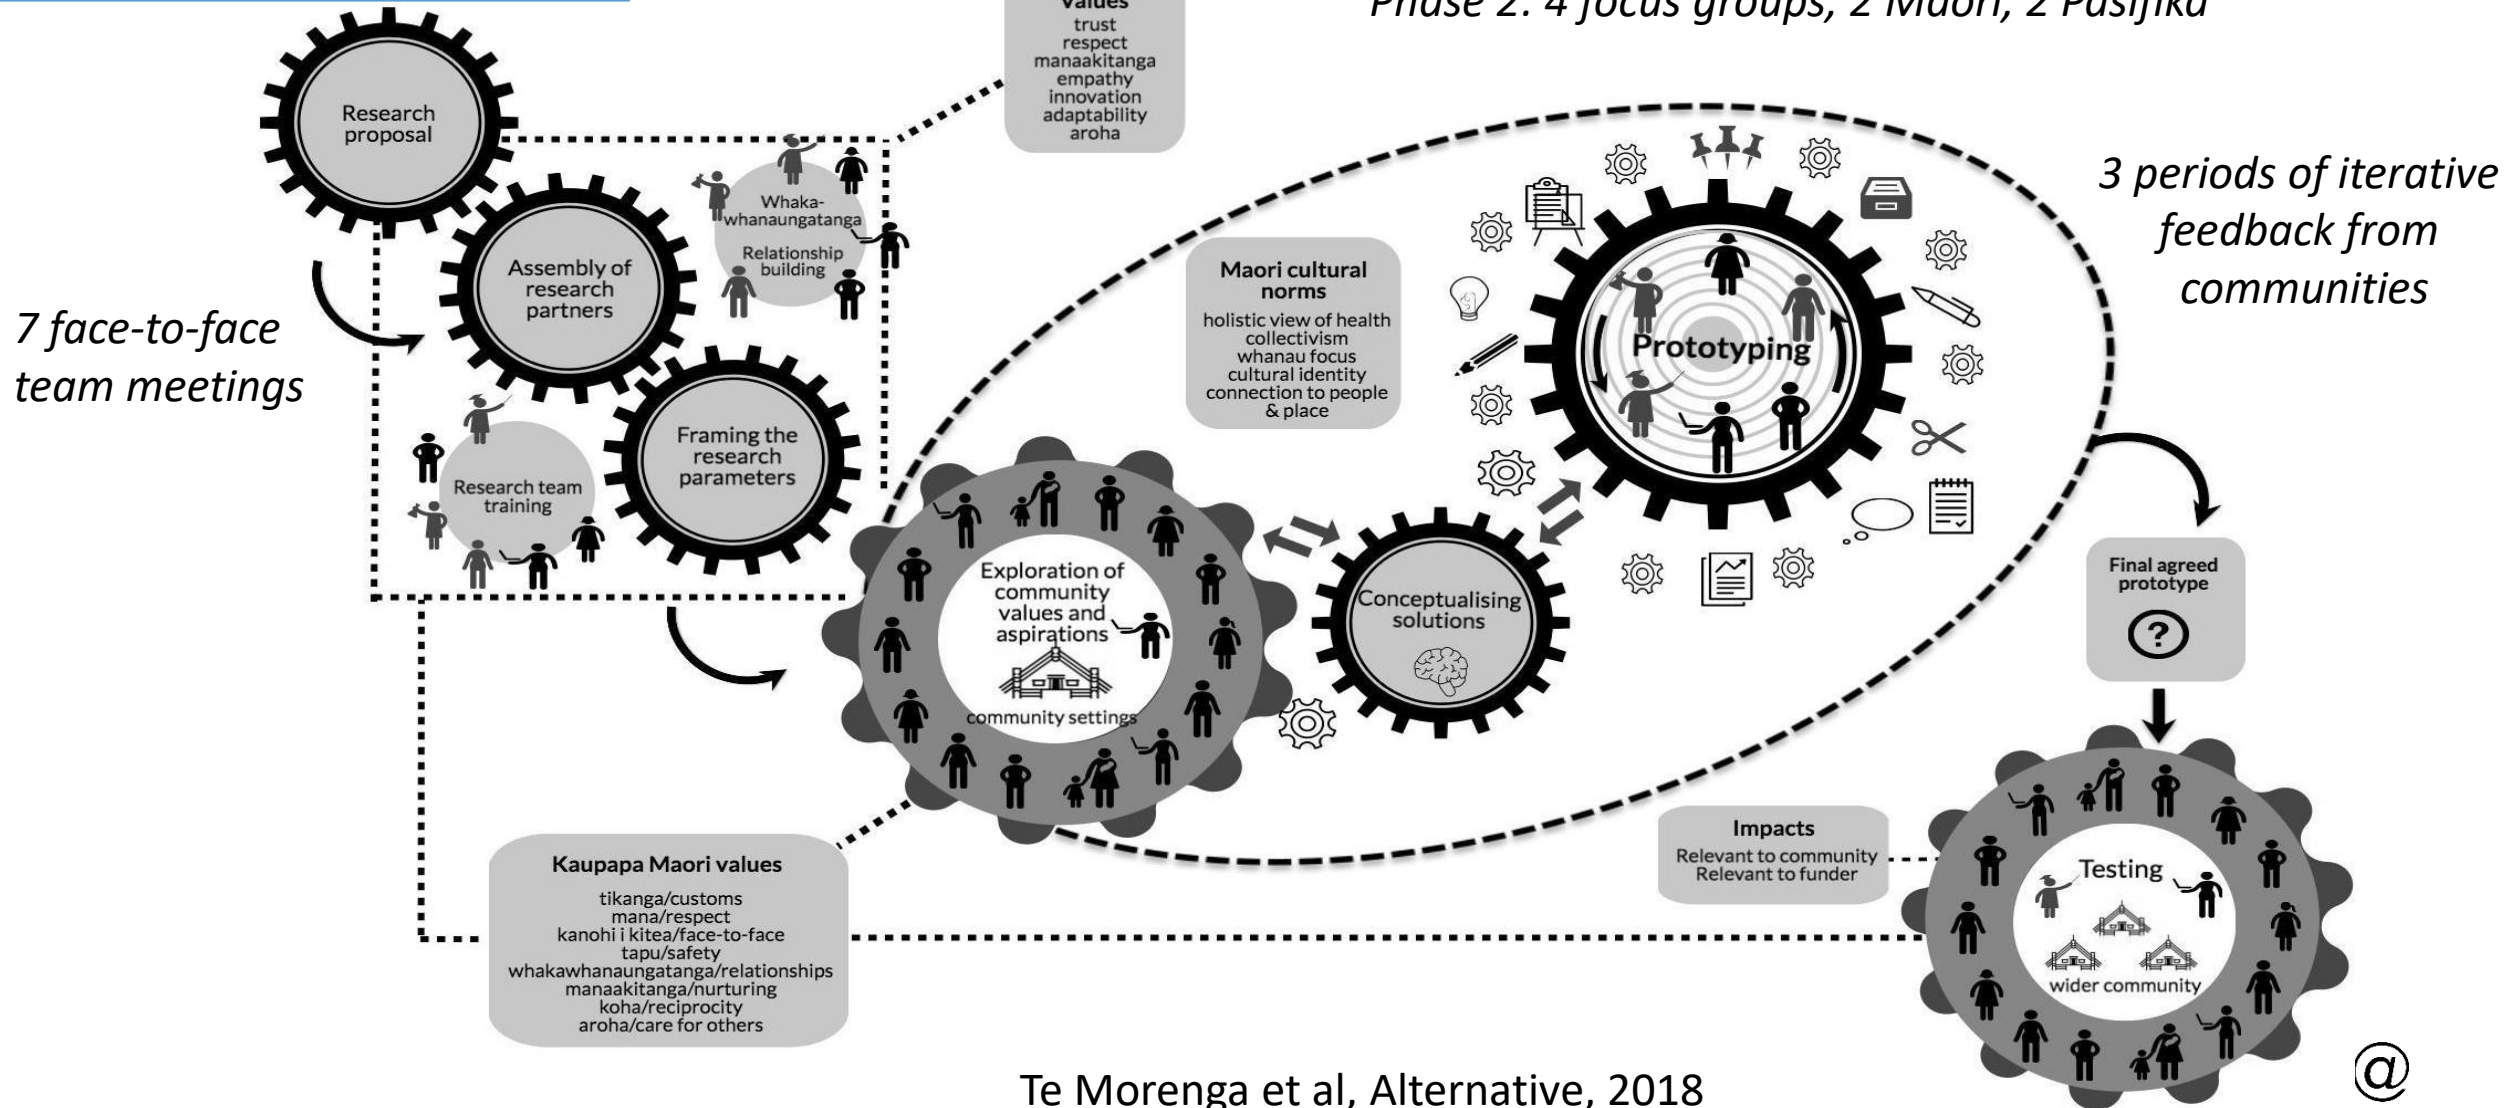 Values
trust
respect
manaakitanga
empathy
innovation
adaptability
aroha
Phase 2: 4 focus groups, 2 Maori, 2 Pasifika
Research
proposal
Whaka-
whanaungatanga
Relationship
building
Assembly of
research
partners
7 face-to-face
team meetings
Framing the
research
parameters
Research team
training
Maori cultural
norms
holistic view of health
collectivism
whanau focus
cultural identity
connection to people
& place
Prototyping
3 periods of iterative
feedback from
communities
Exploration of
community
values and
aspirations
community settings
Conceptualising
solutions
Final agreed
prototype
?
Kaupapa Maori values
tikanga/customs
mana/respect
kanohi i kitea/face-to-face
tapu/safety
whakawhanaungatanga/relationships
manaakitanga/nurturing
koha/reciprocity
aroha/care for others
Impacts
Relevant to community
Relevant to funder
Testing
wider community
Te Morenga et al, Alternative, 2018
@